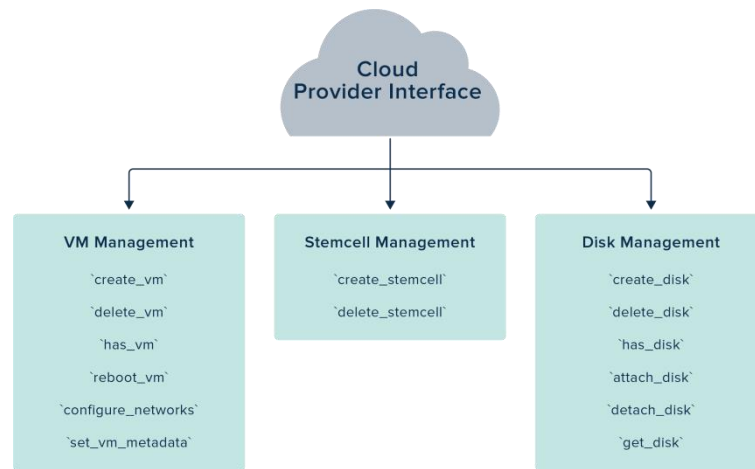 Cloud
Provider Interface
VM Management
`create_vm`
`delete_vm`
`has_vm`
`reboot_vm`
`configure_networks`
`set_vm_metadata`
Stemcell Management
`create_stemcell`
`delete_stemcell`
Disk Management
`create_disk`
`delete_disk`
`has_disk`
`attach_disk`
`detach_disk`
`get_disk`